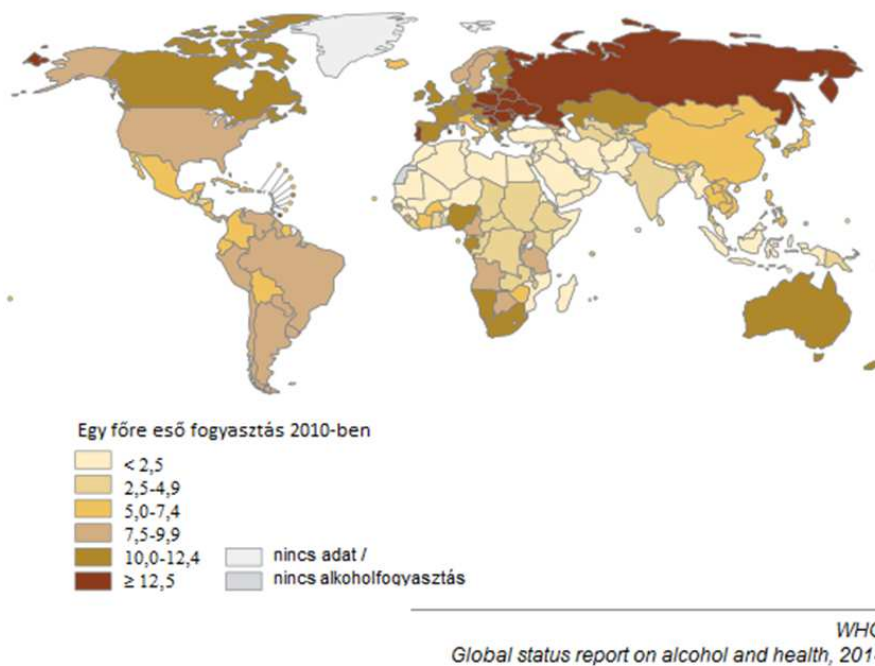 Egy főre eső fogyasztás 2010-ben
< 2,5
2,5-4,9
5,0-7,4
7,5-9,9
10,0-12,4
≥ 12,5
nincs adat /
nincs alkoholfogyasztás
WHO
Global status report on alcohol and health,